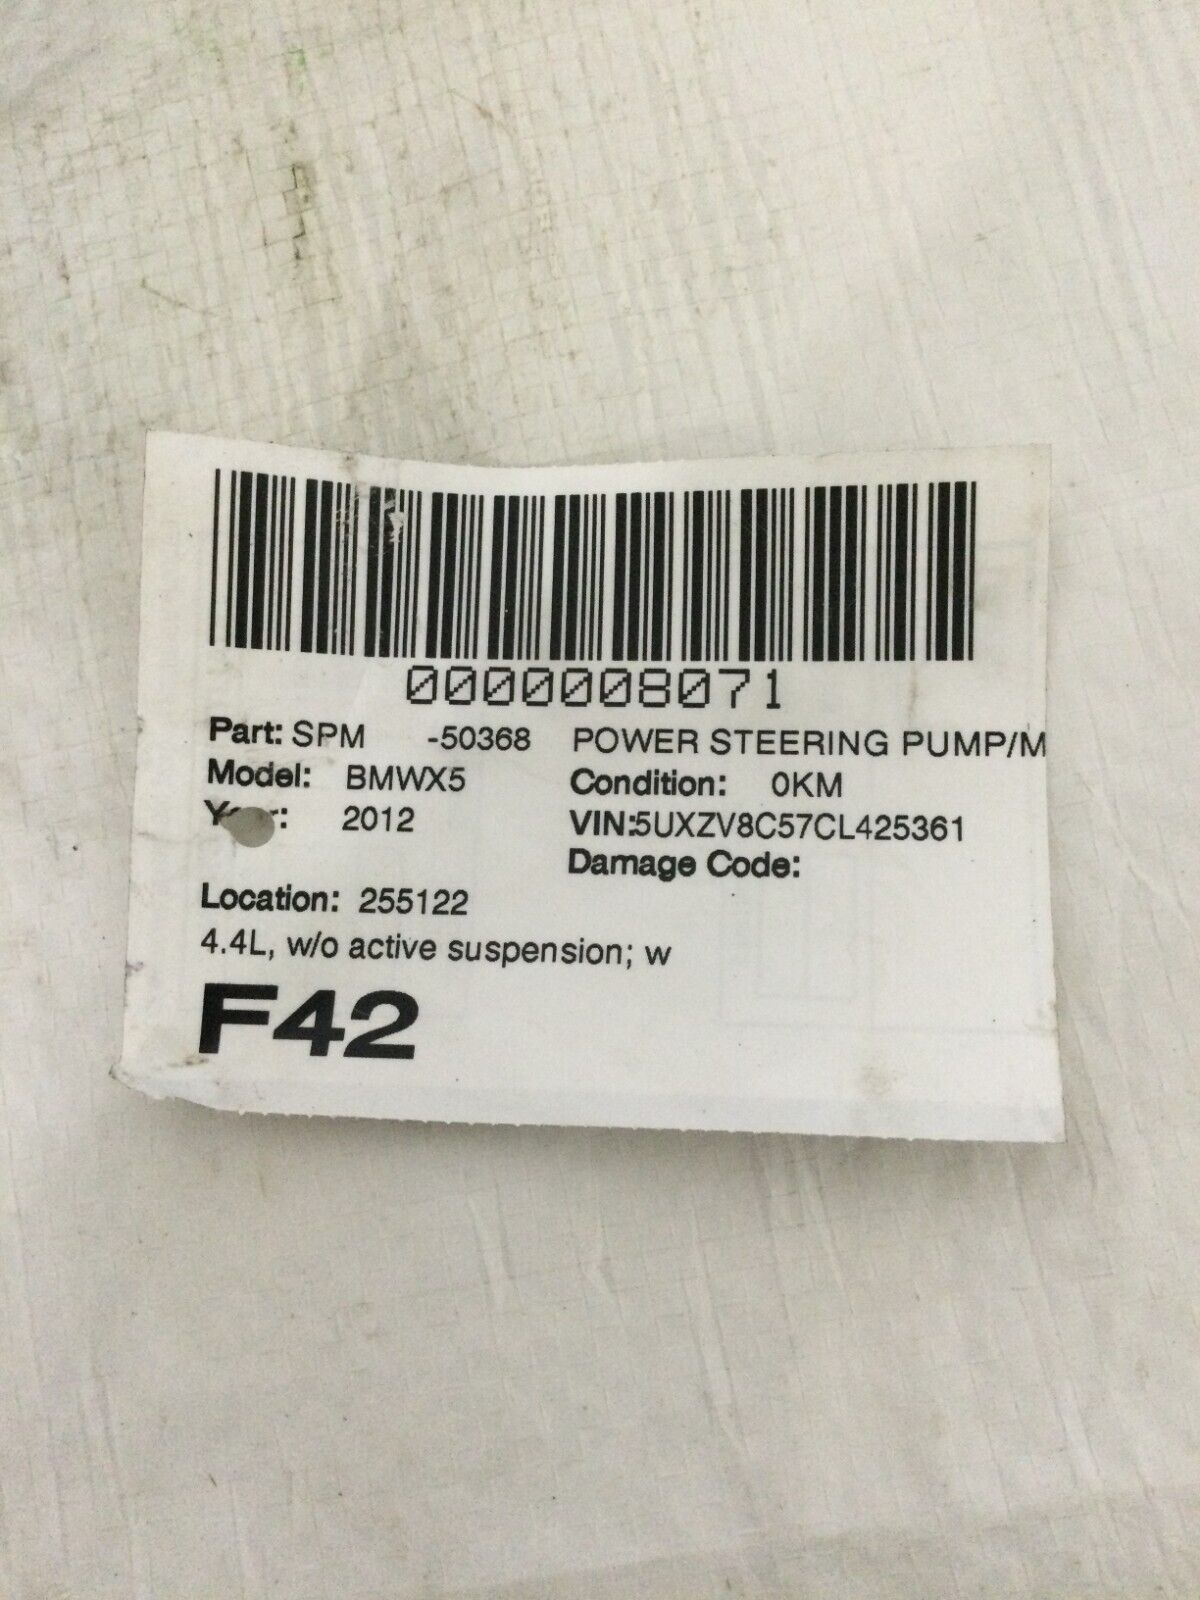 0000008071
Part: SPM -50368 POWER STEERING PUMP/M
Model: BMWX5 Condition: 0KM
2012 VIN:5UXZV8C57CL425361
Damage Code:
Location: 255122
4.4L, w/o active suspension; w
F42